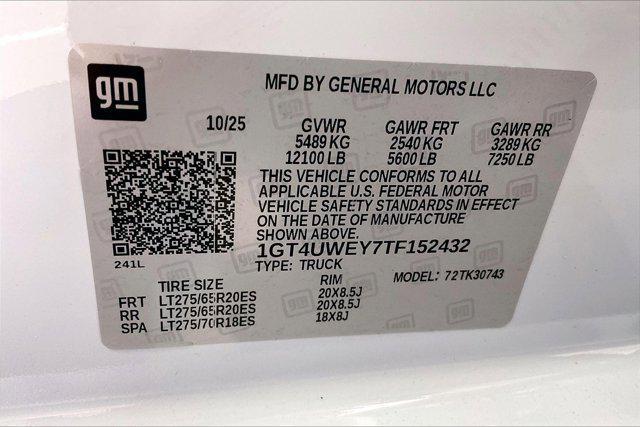 gm
MFD BY GENERAL MOTORS LLC
10/25 GVWR GAWR FRT GAWR RR
5489 KG 2540 KG 3289 KG
12100 LB 5600 LB 7250 LB
THIS VEHICLE CONFORMS TO ALL
APPLICABLE U.S. FEDERAL MOTOR
VEHICLE SAFETY STANDARDS IN EFFECT
ON THE DATE OF MANUFACTURE
SHOWN ABOVE.
1GT4UWEY7TF152432
241L
TYPE: TRUCK MODEL: 72TK30743
TIRE SIZE RIM
FRT LT275/65R20ES 20X8.5J
RR LT275/65R20ES 20X8.5J
SPA LT275/70R18ES 18X8J